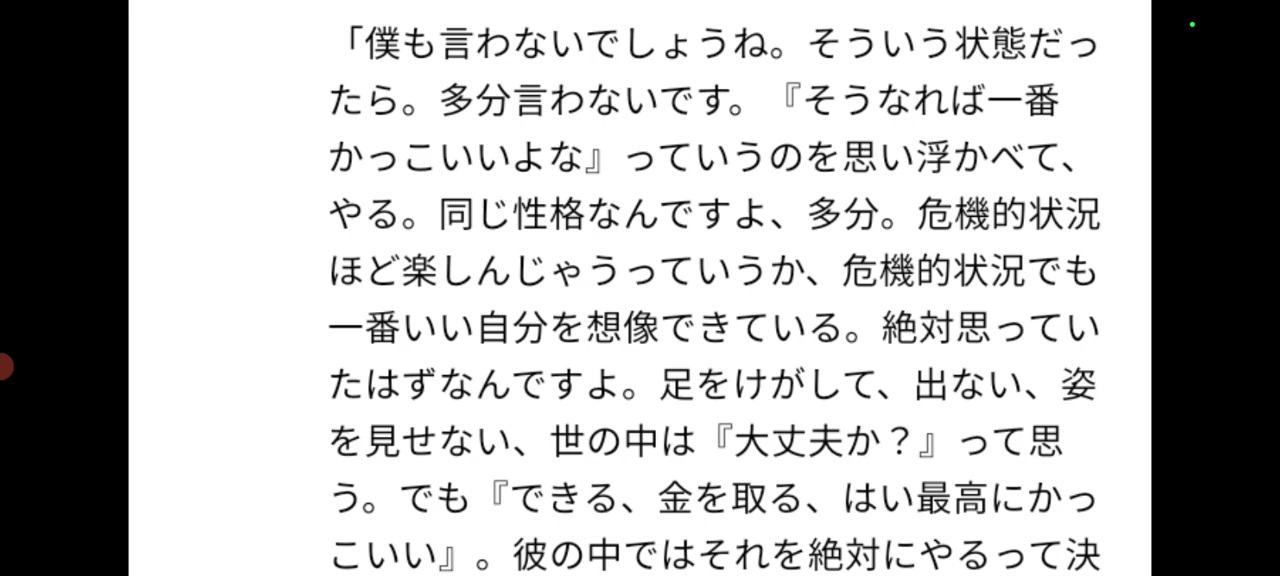 「僕も言わないでしょうね。そういう状態だっ
たら。多分言わないです。『そうなれば一番
かっこいいよな』っていうのを思い浮かべて、
やる。同じ性格なんですよ、多分。危機的状況
ほど楽しんじゃうっていうか、危機的状況でも
一番いい自分を想像できている。絶対思ってい
たはずなんですよ。足をけがして、出ない、姿
を見せない、世の中は『大丈夫か？』って思
う。でも『できる、金を取る、はい最高にかっ
こいい』。彼の中ではそれを絶対にやるって決